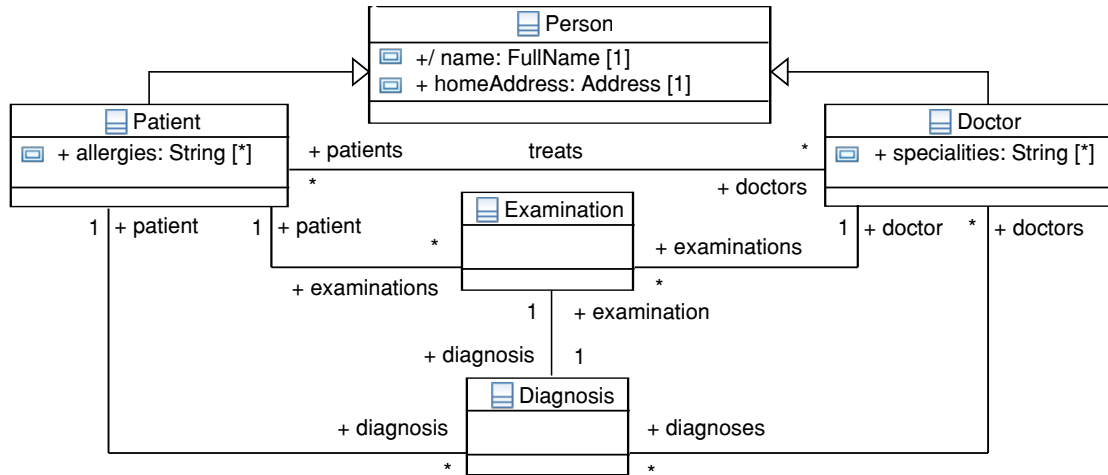 Person
+/ name: FullName [1]
+ homeAddress: Address [1]
Patient
+ allergies: String [*]
Doctor
+ specialities: String [*]
+ patients
treats
*
*
+ doctors
1
+ patient
1
+ patient
Examination
*
+ examinations
+ examinations
*
1
+ doctor
*
+ doctors
1
+ examination
+ diagnosis
1
Diagnosis
+ diagnosis
*
+ diagnoses
*